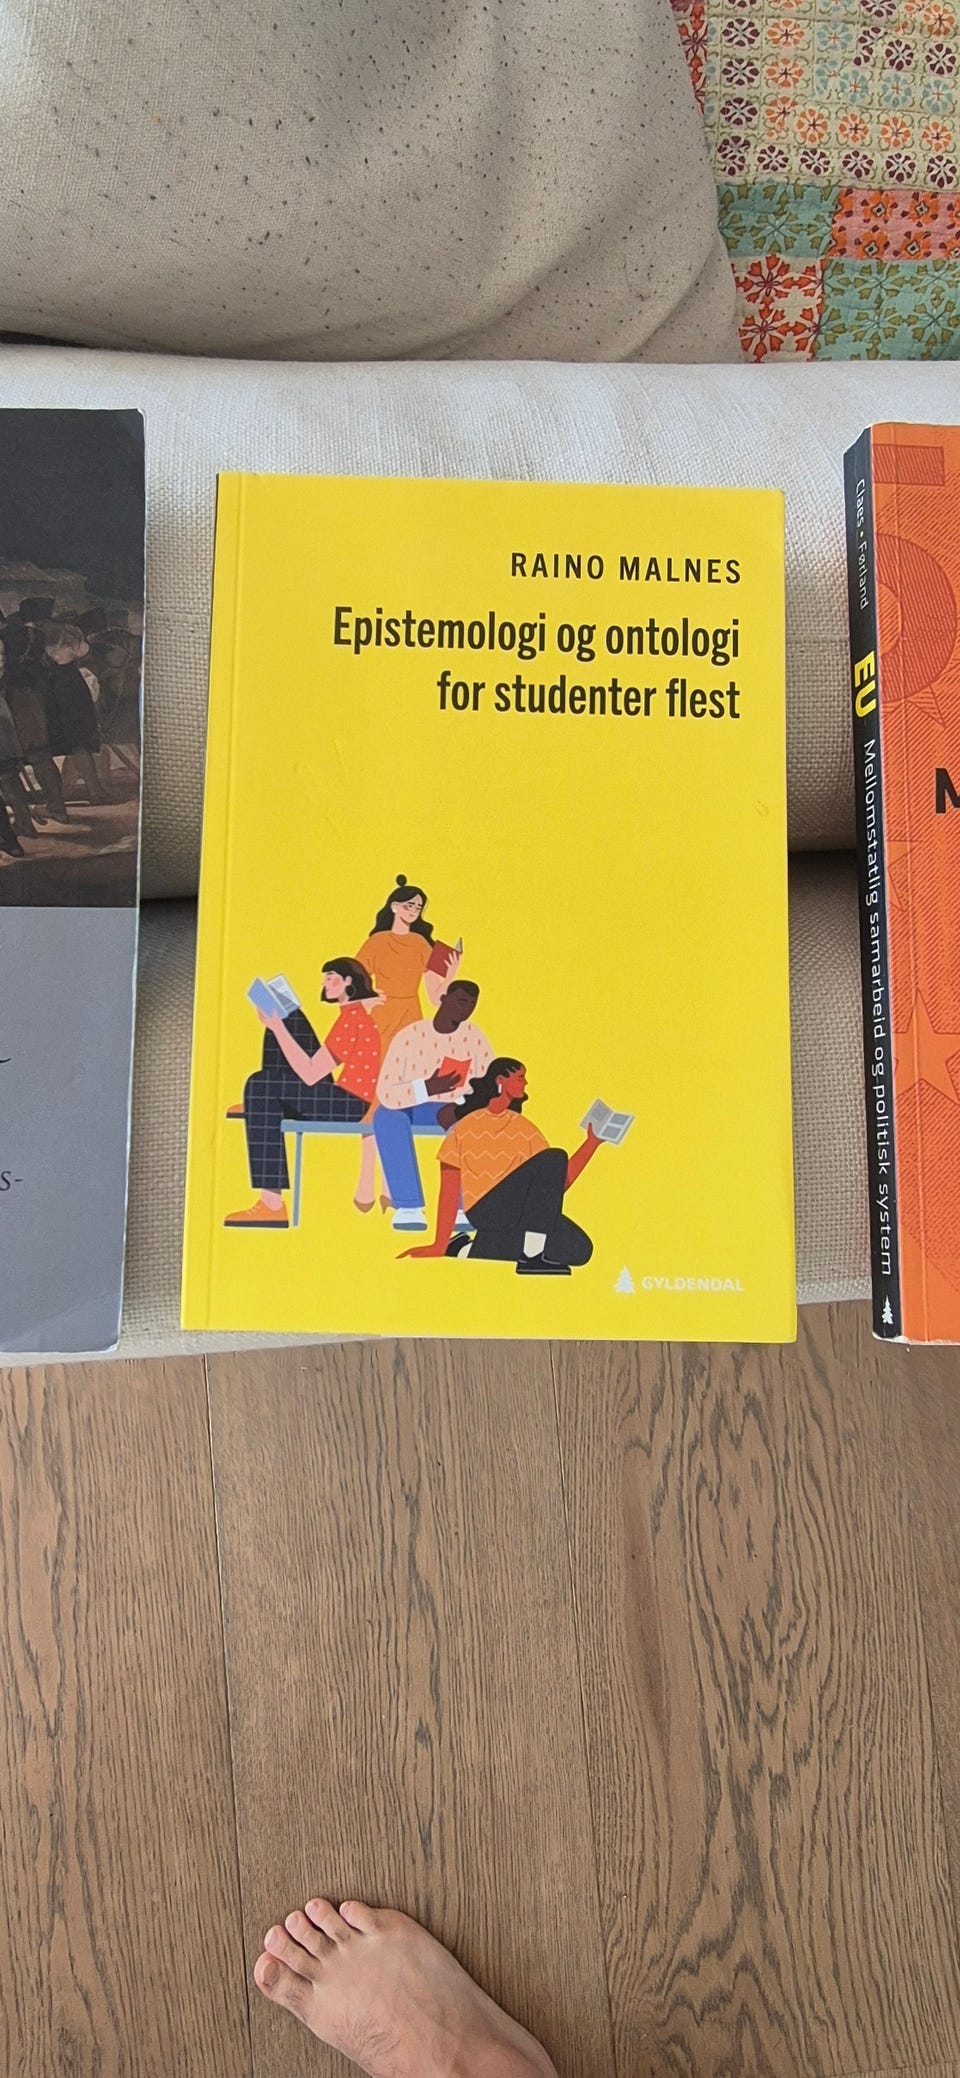 RAINO MALNES
Epistemologi og ontologi
for studenter flest
GYLDENDAL
s-
Claes • Førland
EU
Mellomstatlig samarbeid og politisk system
M